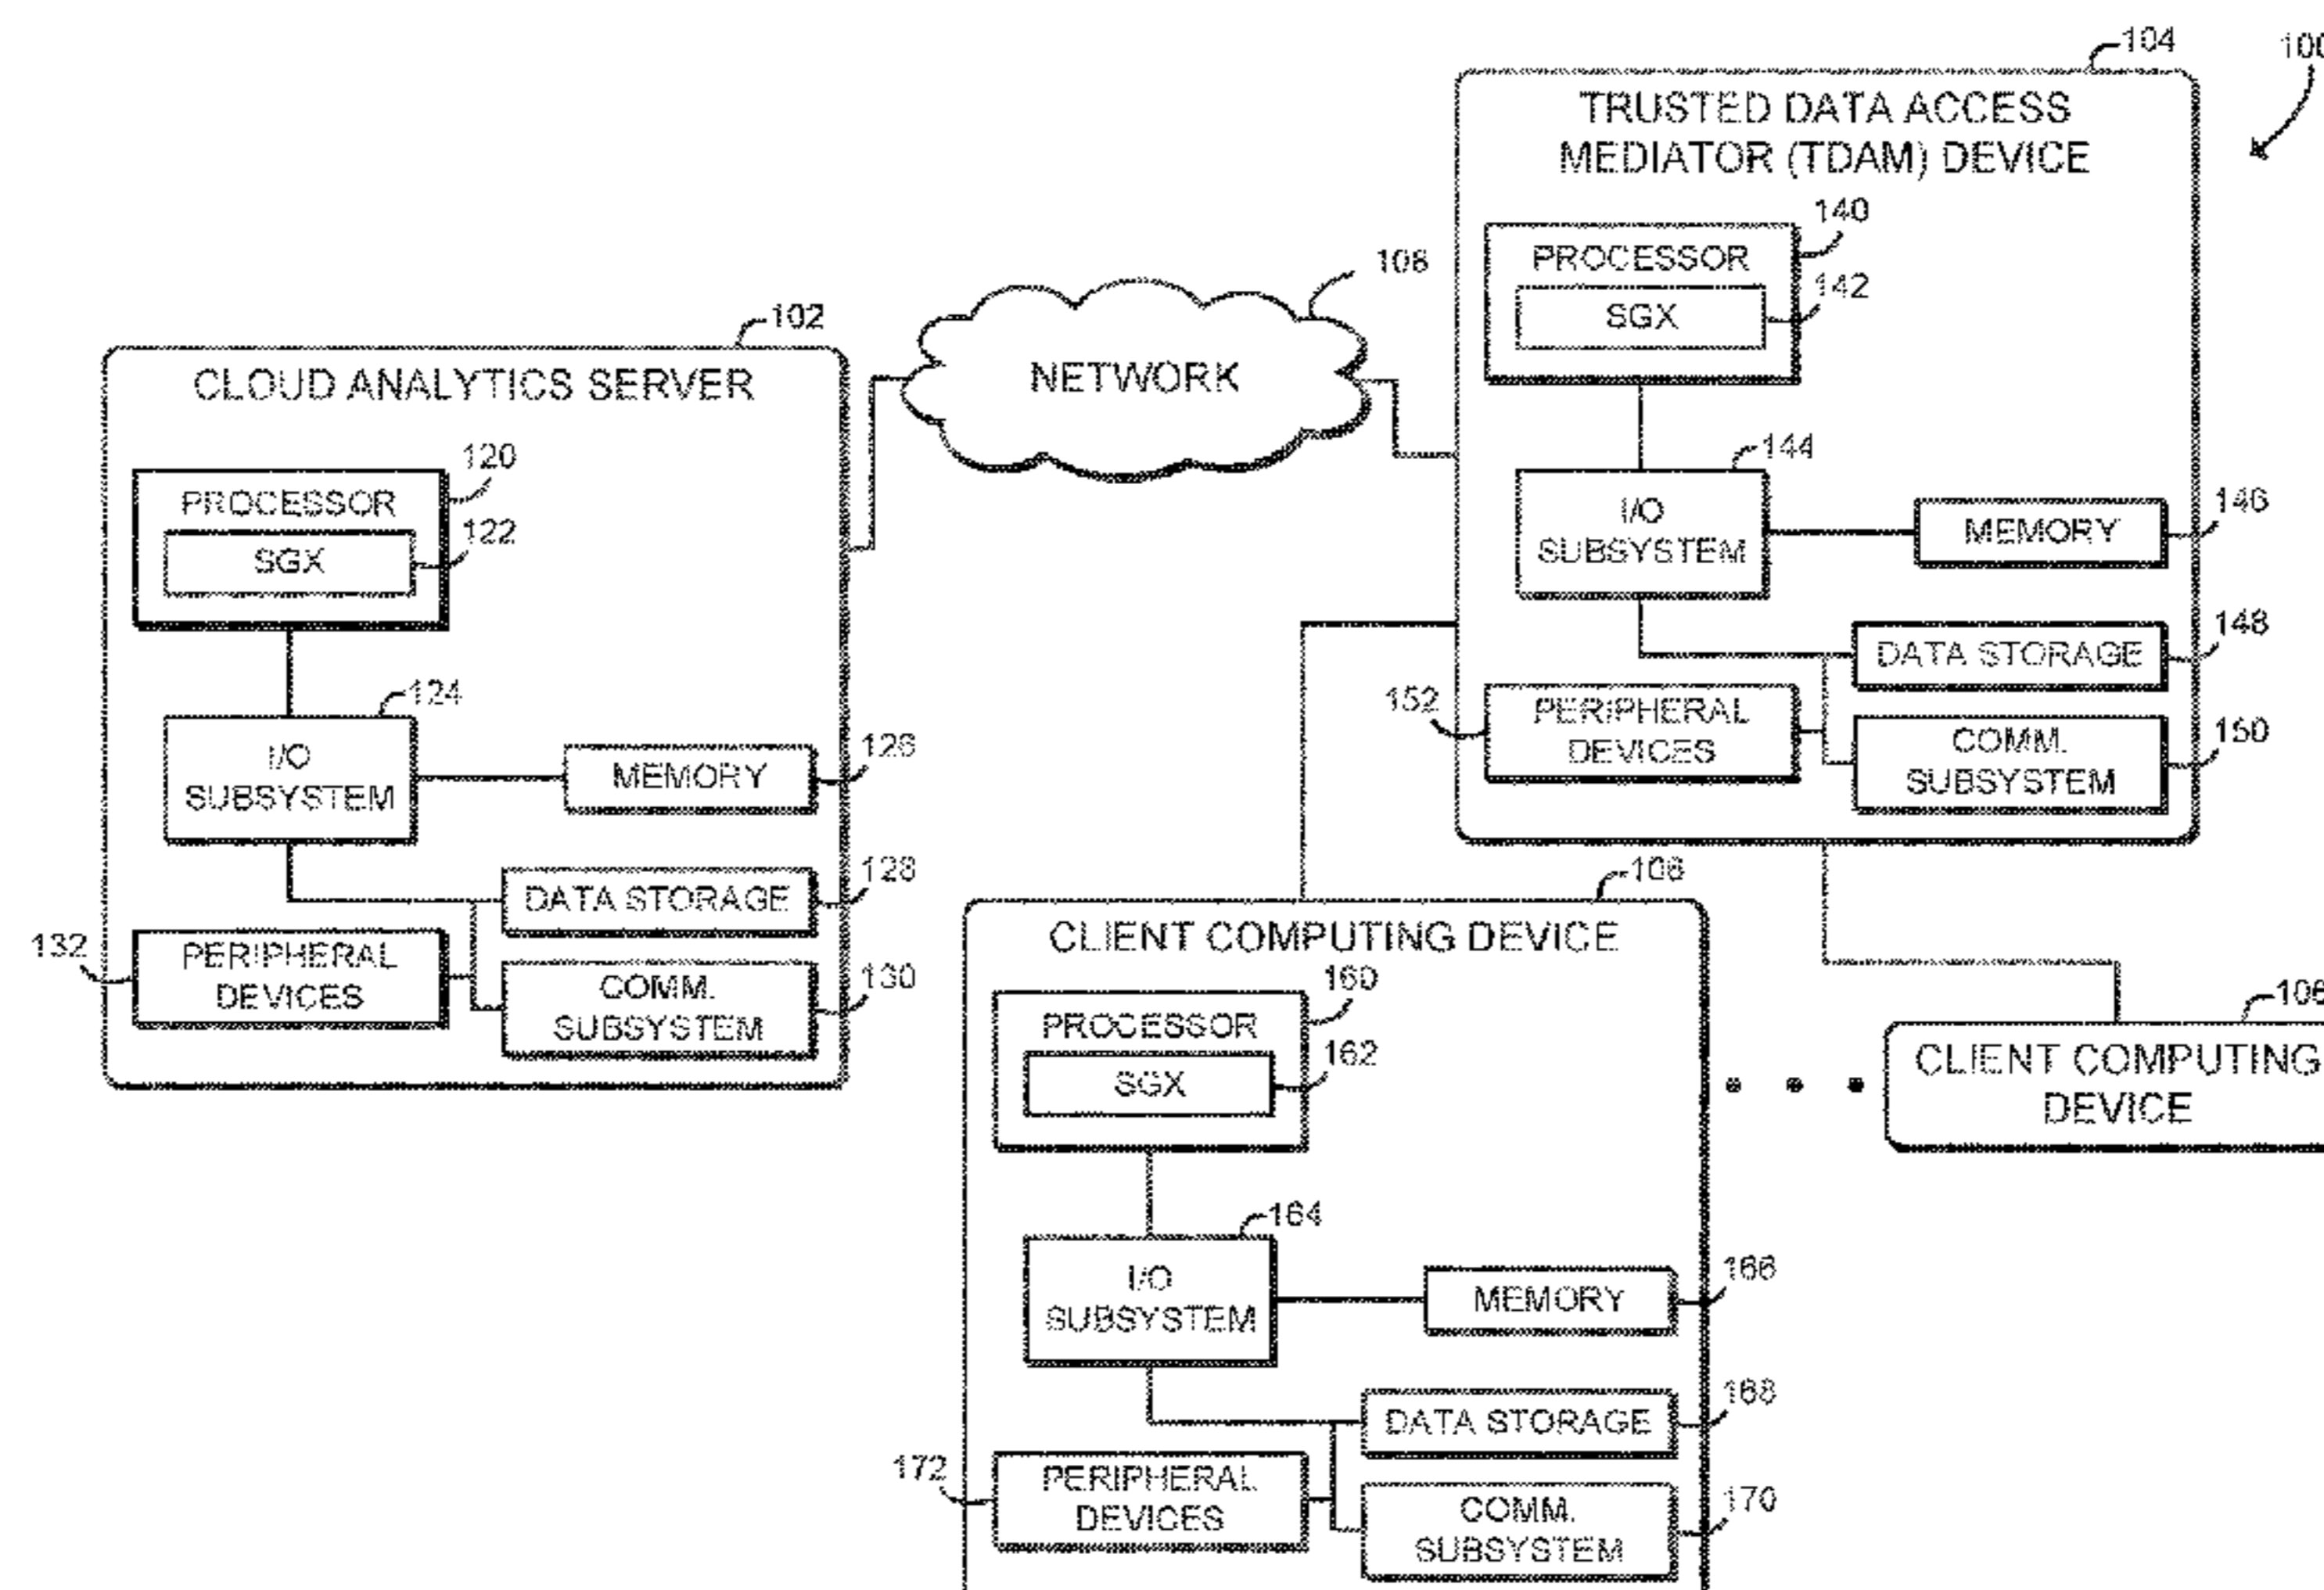 104
100
TRUSTED DATA ACCESS
MEDIATOR (TDAM) DEVICE
140
PROCESSOR
142
SGX
144
I/O
SUBSYSTEM
146
MEMORY
148
DATA STORAGE
152
PERIPHERAL
DEVICES
150
COMM.
SUBSYSTEM
108
NETWORK
102
CLOUD ANALYTICS SERVER
120
PROCESSOR
122
SGX
124
I/O
SUBSYSTEM
126
MEMORY
128
DATA STORAGE
132
PERIPHERAL
DEVICES
130
COMM.
SUBSYSTEM
106
CLIENT COMPUTING DEVICE
160
PROCESSOR
162
SGX
164
I/O
SUBSYSTEM
166
MEMORY
168
DATA STORAGE
172
PERIPHERAL
DEVICES
170
COMM.
SUBSYSTEM
106
CLIENT COMPUTING
DEVICE